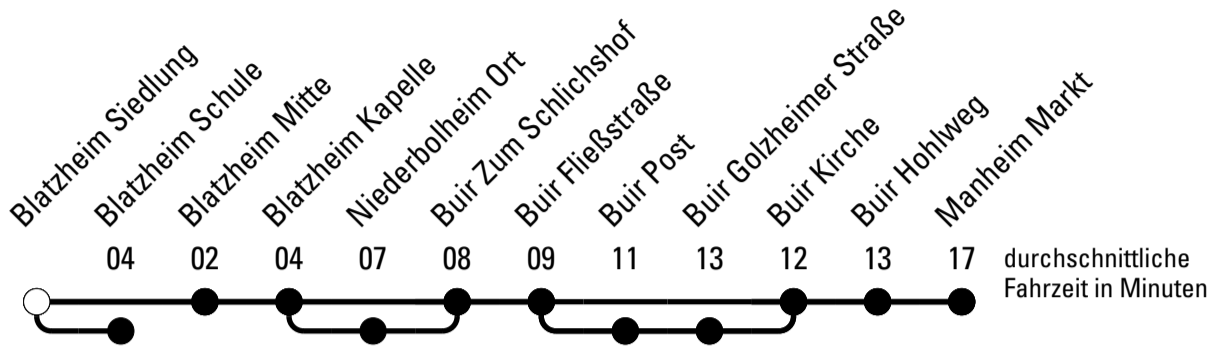 Blatzheim Siedlung
Blatzheim Schule
Blatzheim Mitte
Blatzheim Kapelle
Niederbolheim Ort
Buir Zum Schlichshof
Buir Fließstraße
Buir Post
Buir Golzheimer Straße
Buir Kirche
Buir Hohlweg
Manheim Markt
04 02 04 07 08 09 11 13 12 13 17 durchschnittliche
Fahrzeit in Minuten